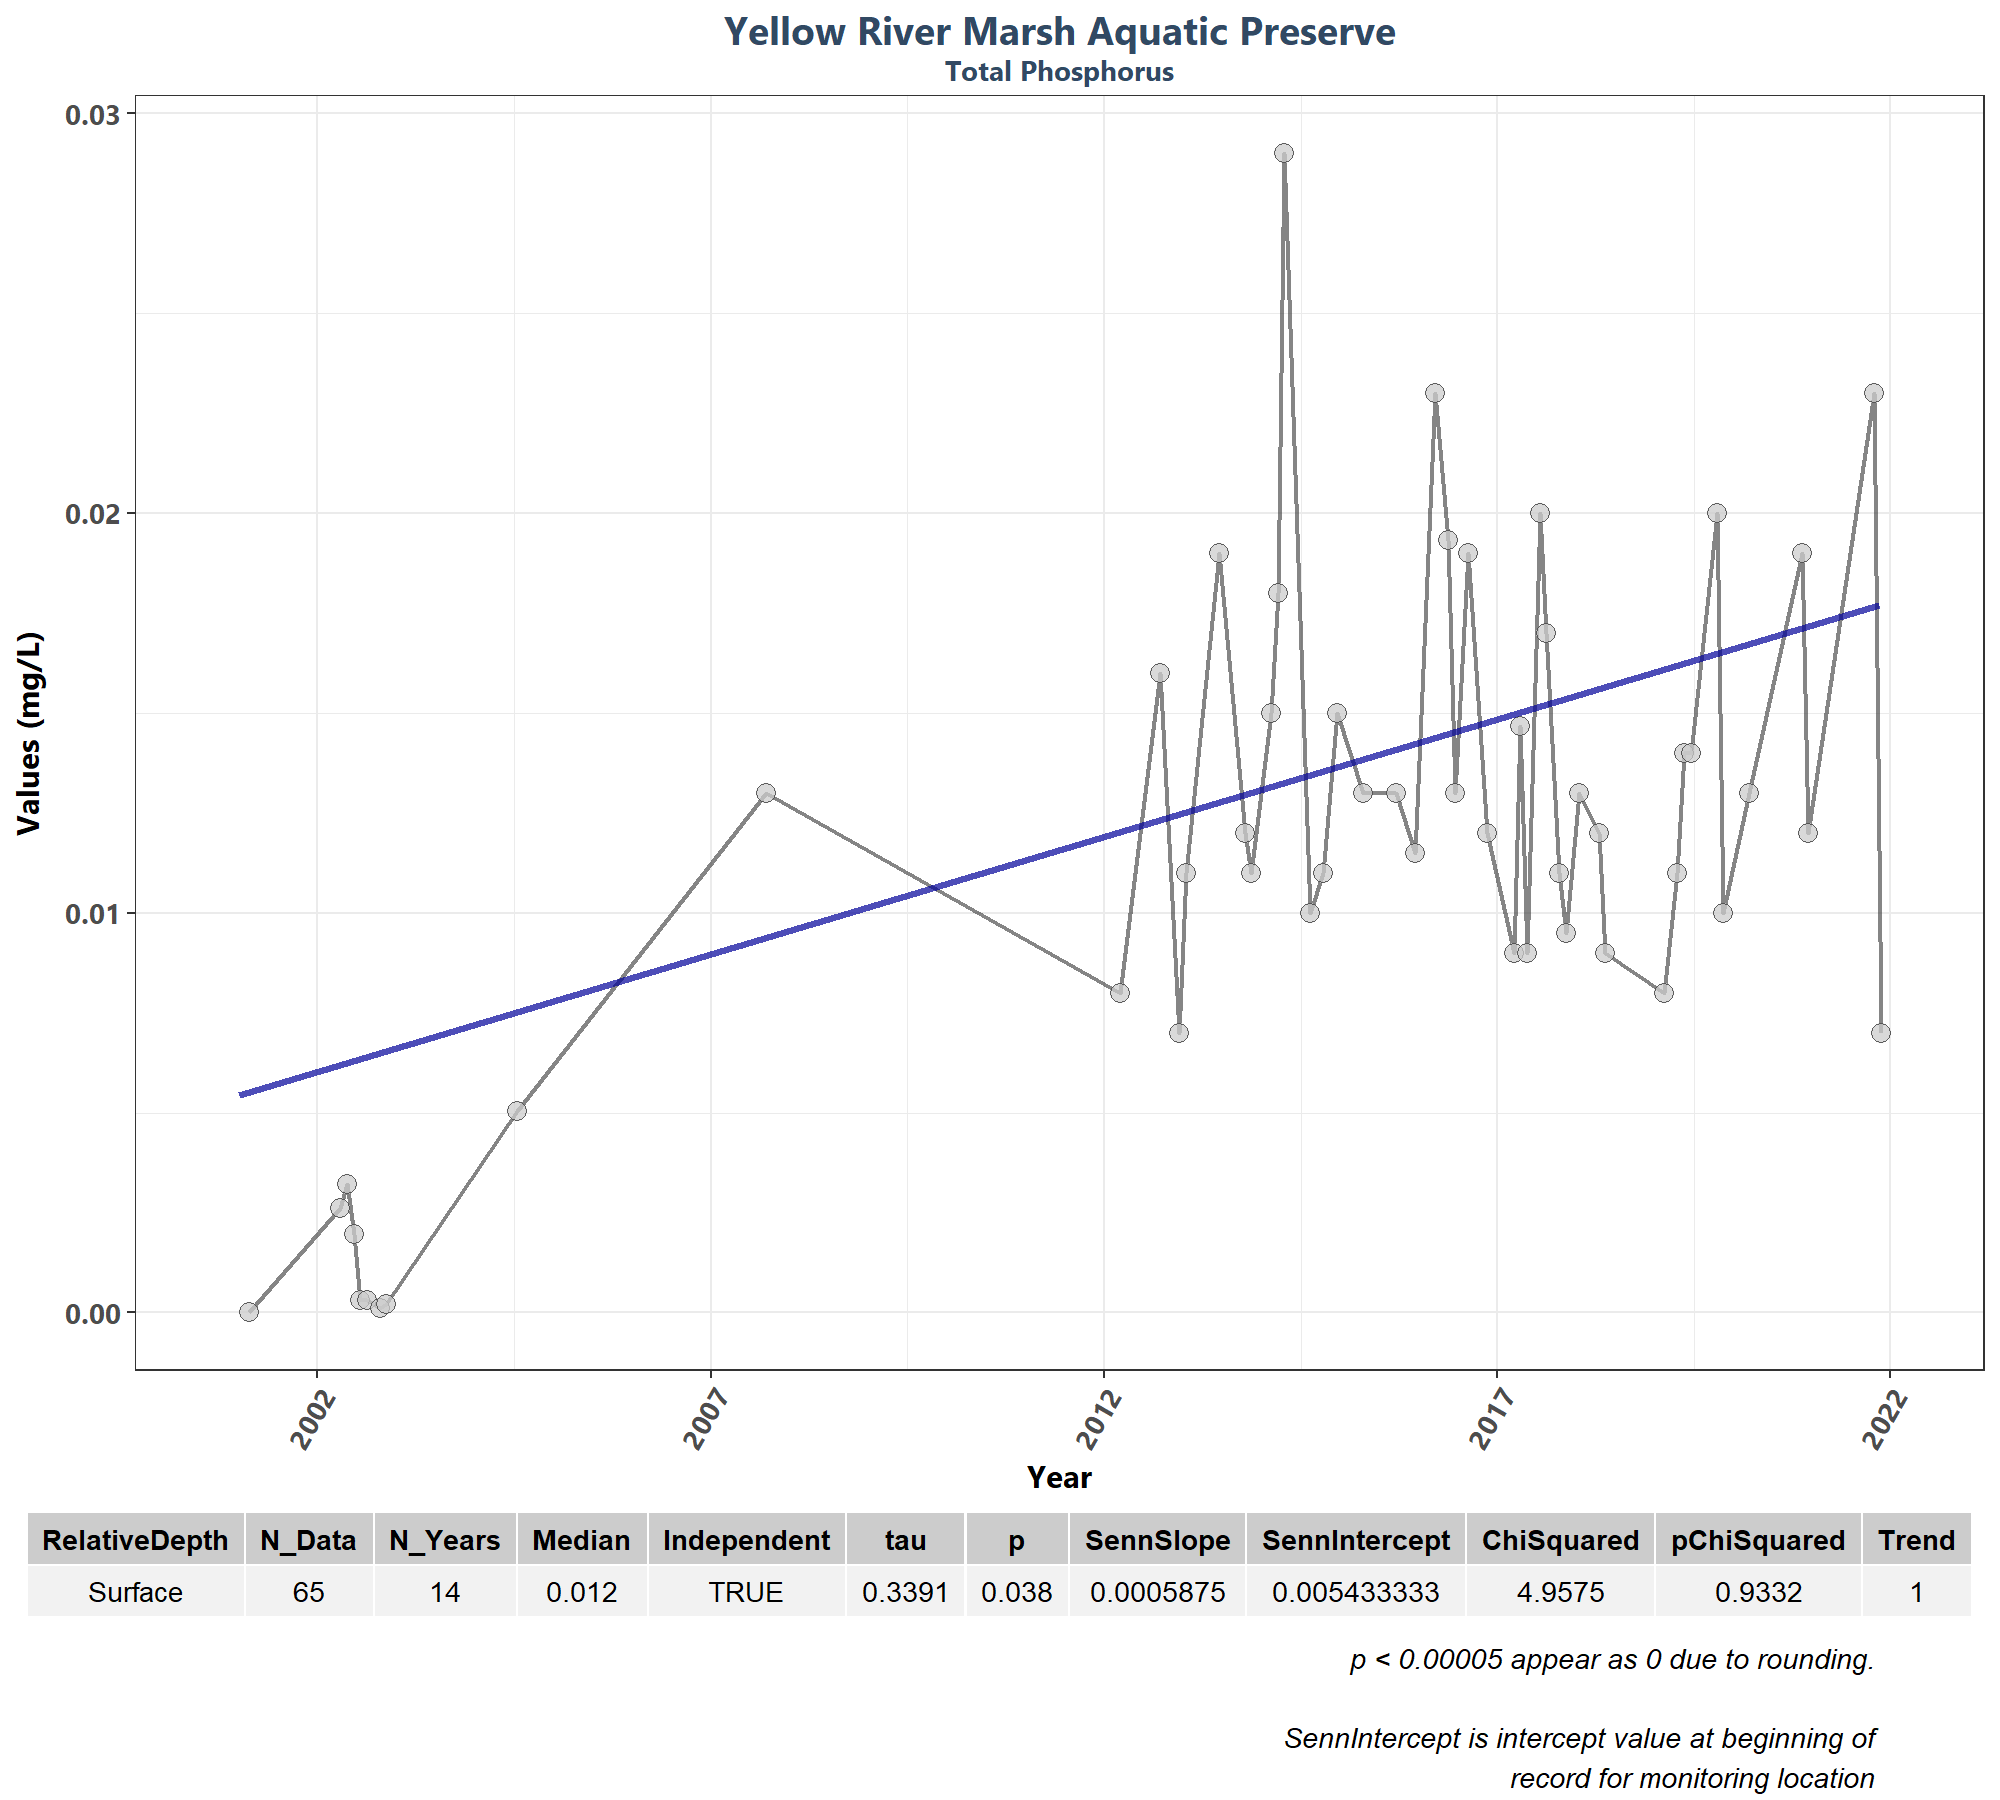 Yellow River Marsh Aquatic Preserve
Total Phosphorus
Values (mg/L)
0.03
0.02
0.01
0.00
2002 2007 2012 2017 2022
Year
RelativeDepth N_Data N_Years Median Independent tau p SennSlope SennIntercept ChiSquared pChiSquared Trend
Surface 65 14 0.012 TRUE 0.3391 0.038 0.0005875 0.005433333 4.9575 0.9332 1
p < 0.00005 appear as 0 due to rounding.
SennIntercept is intercept value at beginning of
record for monitoring location